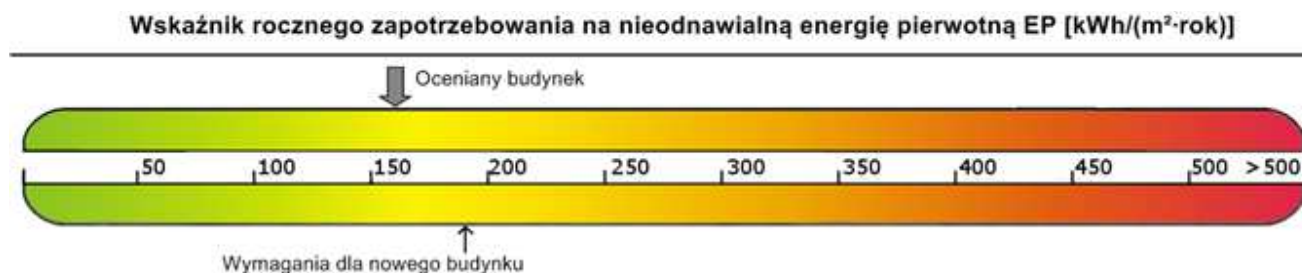 Wskaźnik rocznego zapotrzebowania na nieodnawialną energię pierwotną EP [kWh/(m²·rok)]
Oceniany budynek
50 100 150 200 250 300 350 400 450 500 > 500
Wymagania dla nowego budynku